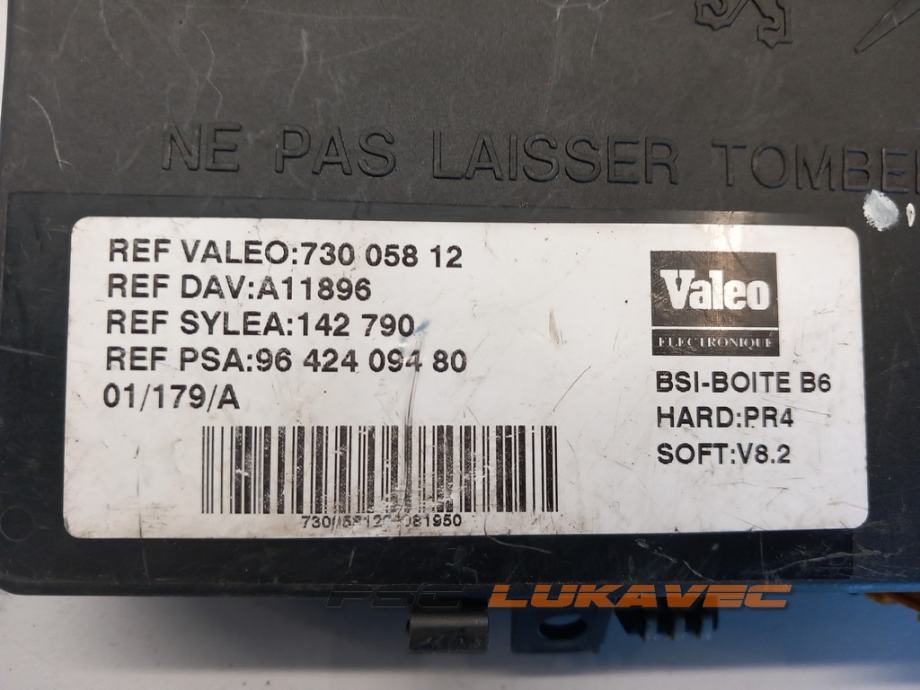 NE PAS LAISSER TOMBE
REF VALEO:730 058 12
REF DAV:A11896
REF SYLEA:142 790
REF PSA:96 424 094 80
01/179/A
Valeo
ELECTRONIQUE
BSI-BOITE B6
HARD:PR4
SOFT:V8.2
PSC LUKAVEC